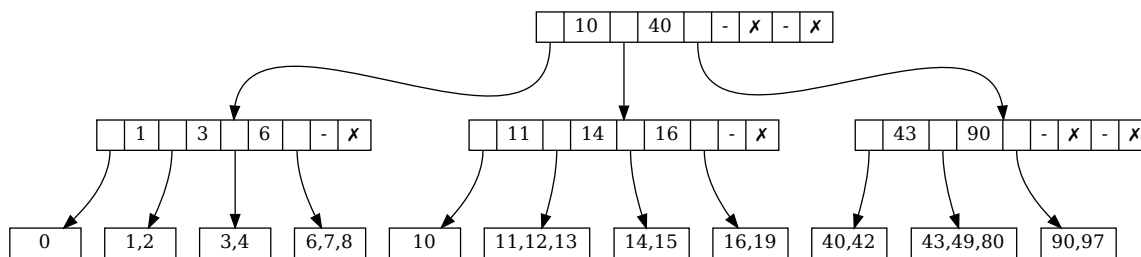 10 40 - ✗ - ✗
1 3 6 - ✗ 11 14 16 - ✗ 43 90 - ✗ - ✗
0 1,2 3,4 6,7,8 10 11,12,13 14,15 16,19 40,42 43,49,80 90,97